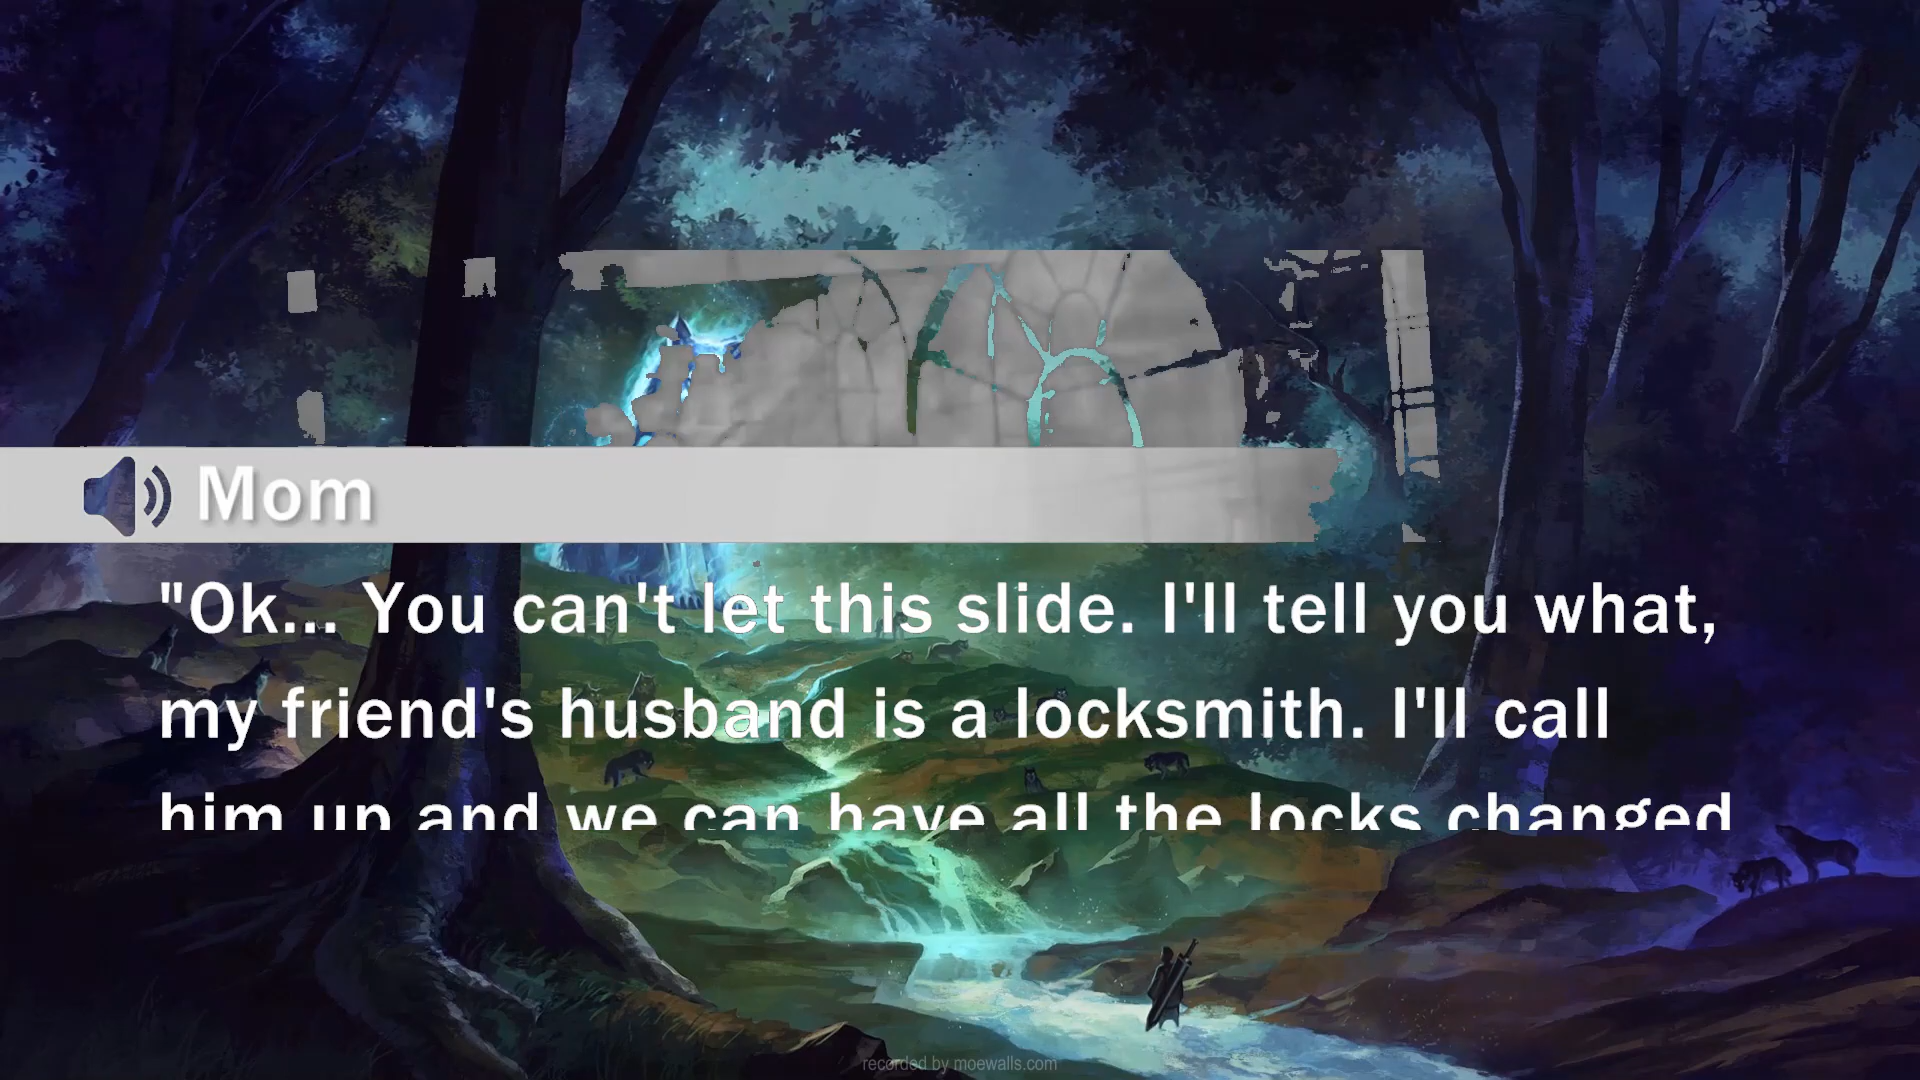 Mom
"Ok... You can't let this slide. I'll tell you what,
my friend's husband is a locksmith. I'll call
him up and we can have all the locks changed
recorded by moewalls.com